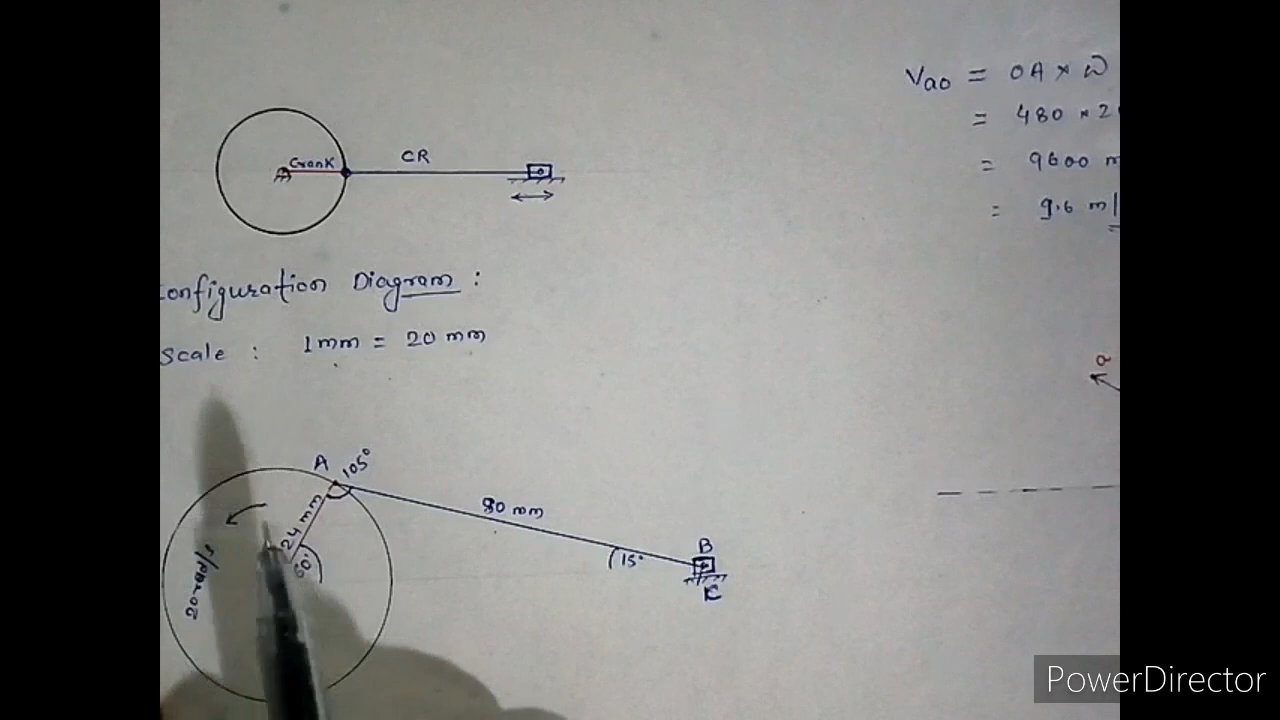 Crank
CR
Configuration Diagram :
Scale : 1mm = 20 mm
A
105°
24 mm
60°
20 rad/s
80 mm
15°
B
E
Vao = OA × ω
= 480 × 2
= 9600 m
= 9.6 m/
a
PowerDirector